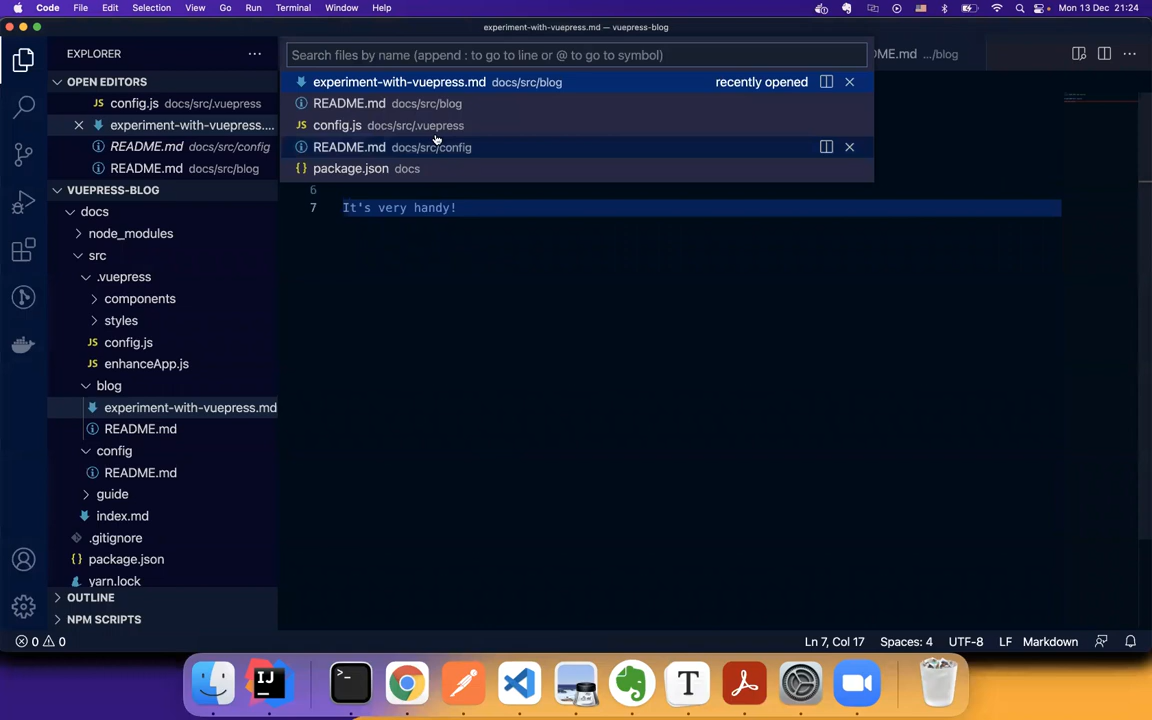 Code File Edit Selection View Go Run Terminal Window Help Mon 13 Dec 21:24
experiment-with-vuepress.md — vuepress-blog
EXPLORER
Search files by name (append : to go to line or @ to go to symbol)
ME.md .../blog
OPEN EDITORS
experiment-with-vuepress.md docs/src/blog recently opened
JS config.js docs/src/.vuepress
README.md docs/src/blog
experiment-with-vuepress....
JS config.js docs/src/.vuepress
README.md docs/src/config
README.md docs/src/config
README.md docs/src/blog
{} package.json docs
VUEPRESS-BLOG
6
docs
7 It's very handy!
node_modules
src
.vuepress
components
styles
JS config.js
JS enhanceApp.js
blog
experiment-with-vuepress.md
README.md
config
README.md
guide
index.md
.gitignore
{} package.json
yarn.lock
OUTLINE
NPM SCRIPTS
0 0 Ln 7, Col 17 Spaces: 4 UTF-8 LF Markdown
IJ
>_
T